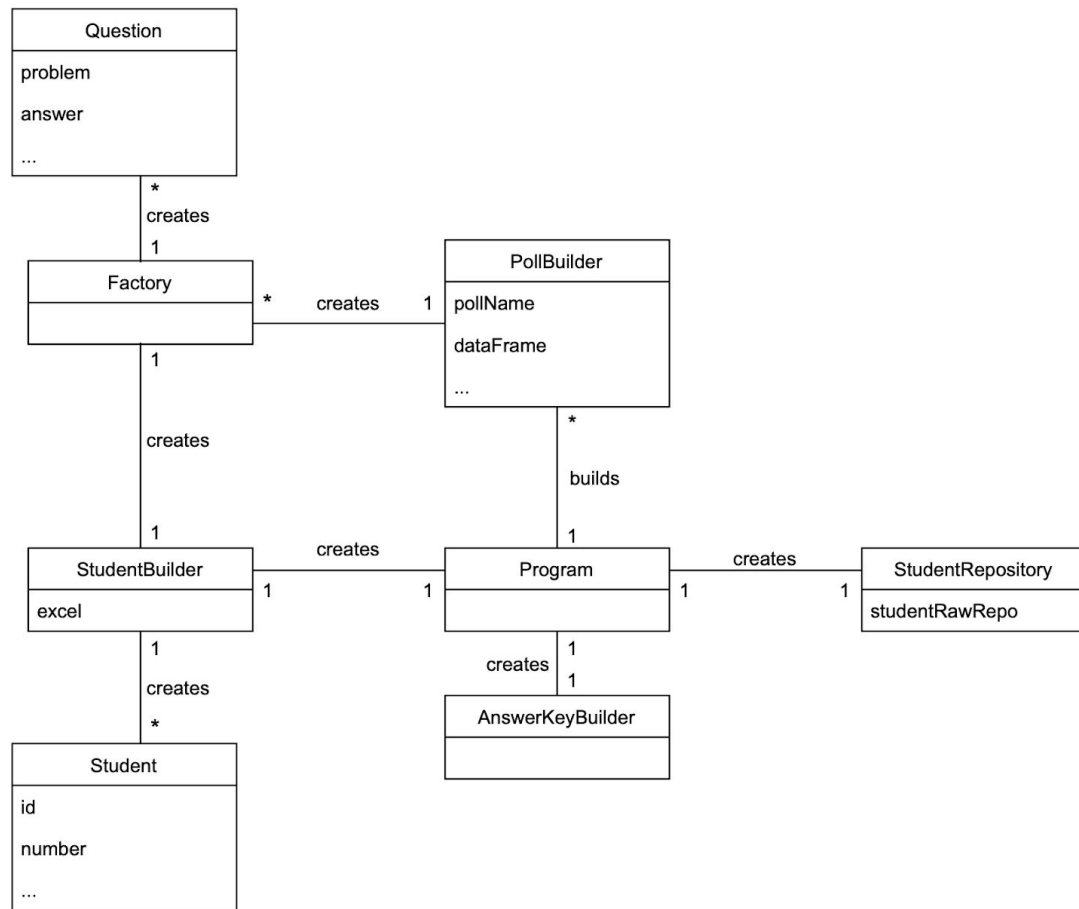 Question
problem
answer
...
*
creates
1
Factory
*
creates
1
PollBuilder
pollName
dataFrame
...
1
creates
1
*
builds
1
StudentBuilder
excel
creates
1
1
Program
creates
1
1
StudentRepository
studentRawRepo
1
creates
*
1
creates
1
AnswerKeyBuilder
Student
id
number
...